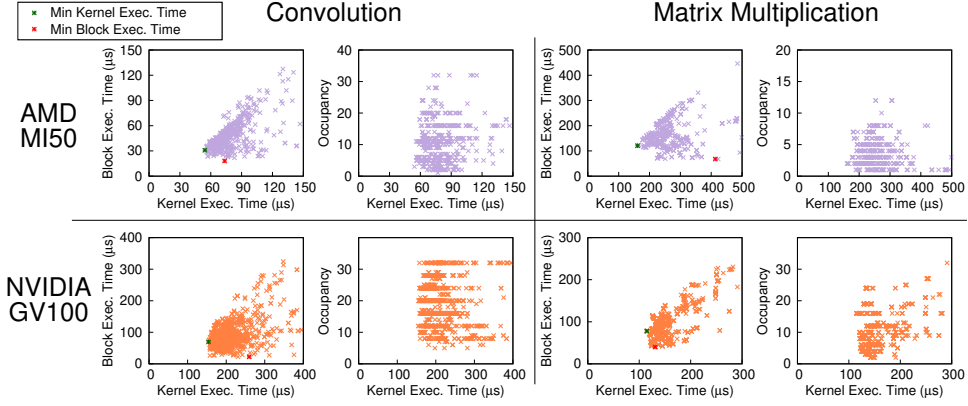 Convolution
Matrix Multiplication
Min Kernel Exec. Time
Min Block Exec. Time
AMD
MI50
Block Exec. Time (µs)
150
120
90
60
30
0
0 30 60 90 120 150
Kernel Exec. Time (µs)
Occupancy
40
30
20
10
0
0 30 60 90 120 150
Kernel Exec. Time (µs)
Block Exec. Time (µs)
500
400
300
200
100
0
0 100 200 300 400 500
Kernel Exec. Time (µs)
Occupancy
20
15
10
5
0
0 100 200 300 400 500
Kernel Exec. Time (µs)
NVIDIA
GV100
Block Exec. Time (µs)
400
300
200
100
0
0 100 200 300 400
Kernel Exec. Time (µs)
Occupancy
30
20
10
0
0 100 200 300 400
Kernel Exec. Time (µs)
Block Exec. Time (µs)
300
200
100
0
0 100 200 300
Kernel Exec. Time (µs)
Occupancy
30
20
10
0
0 100 200 300
Kernel Exec. Time (µs)